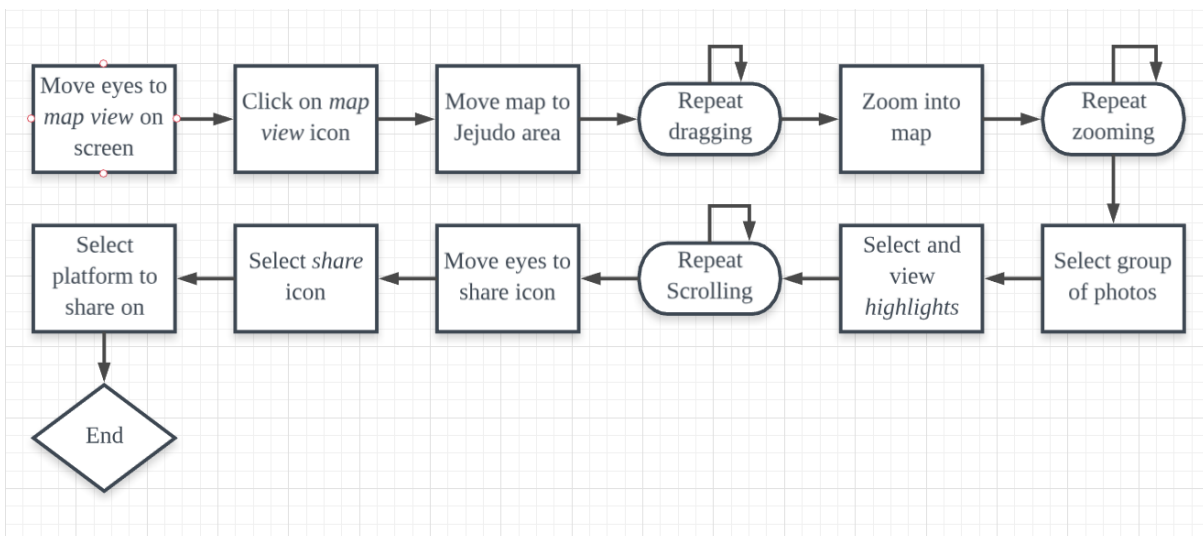 Move eyes to
map view on
screen
Click on map
view icon
Move map to
Jejudo area
Repeat
dragging
Zoom into
map
Repeat
zooming
Select group
of photos
Select and
view
highlights
Repeat
Scrolling
Move eyes to
share icon
Select share
icon
Select
platform to
share on
End